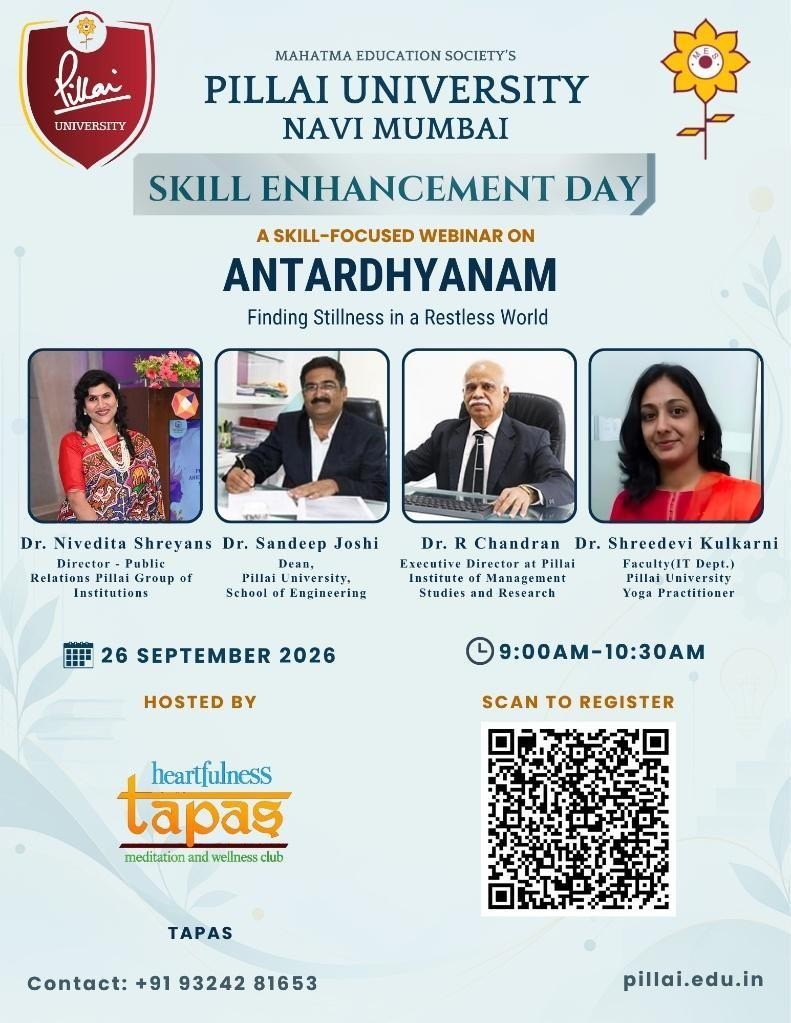 Pillai
UNIVERSITY
MES
MAHATMA EDUCATION SOCIETY'S
PILLAI UNIVERSITY
NAVI MUMBAI
SKILL ENHANCEMENT DAY
A SKILL-FOCUSED WEBINAR ON
ANTARDHYANAM
Finding Stillness in a Restless World
Dr. Nivedita Shreyans
Director - Public
Relations Pillai Group of
Institutions
Dr. Sandeep Joshi
Dean,
Pillai University,
School of Engineering
Dr. R Chandran
Executive Director at Pillai
Institute of Management
Studies and Research
Dr. Shreedevi Kulkarni
Faculty(IT Dept.)
Pillai University
Yoga Practitioner
26 SEPTEMBER 2026
9:00AM-10:30AM
HOSTED BY
heartfulness
tapas
meditation and wellness club
TAPAS
SCAN TO REGISTER
Contact: +91 93242 81653
pillai.edu.in